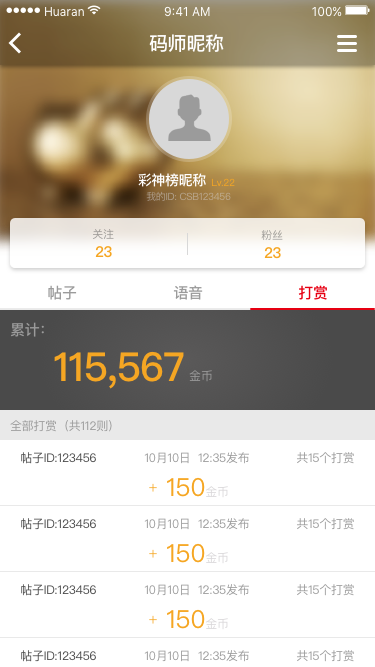 Huaran 9:41 AM 100%
码师昵称
彩神榜昵称 Lv.22
我的ID: CSB123456
关注 粉丝
23 23
帖子 语音 打赏
累计：
115,567 金币
全部打赏（共112则）
帖子ID:123456 10月10日 12:35发布 共15个打赏
+ 150金币
帖子ID:123456 10月10日 12:35发布 共15个打赏
+ 150金币
帖子ID:123456 10月10日 12:35发布 共15个打赏
+ 150金币
帖子ID:123456 10月10日 12:35发布 共15个打赏